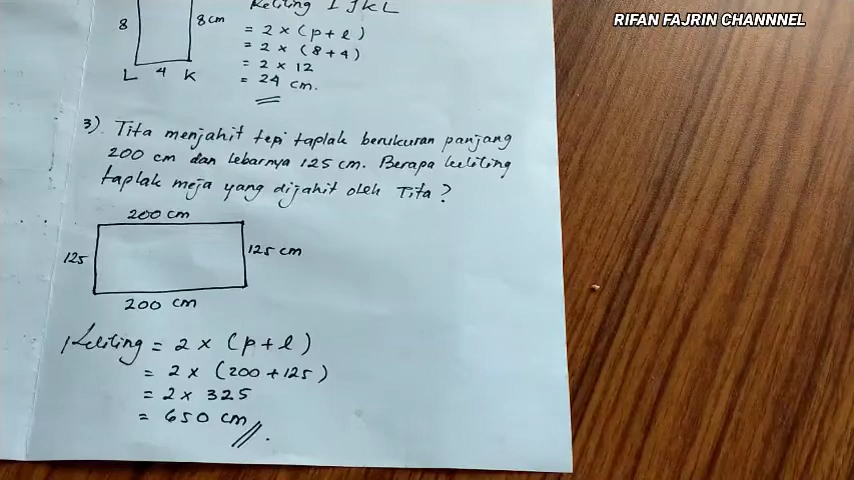 RIFAN FAJRIN CHANNNEL
Keliling IJKL
8
8 cm
L 4 K
= 2 x (p + l)
= 2 x (8 + 4)
= 2 x 12
= 24 cm.
3) Tita menjahit tepi taplak berukuran panjang
200 cm dan lebarnya 125 cm. Berapa keliling
taplak meja yang dijahit oleh Tita?
200 cm
125
125 cm
200 cm
Keliling = 2 x (p + l)
= 2 x (200 + 125)
= 2 x 325
= 650 cm